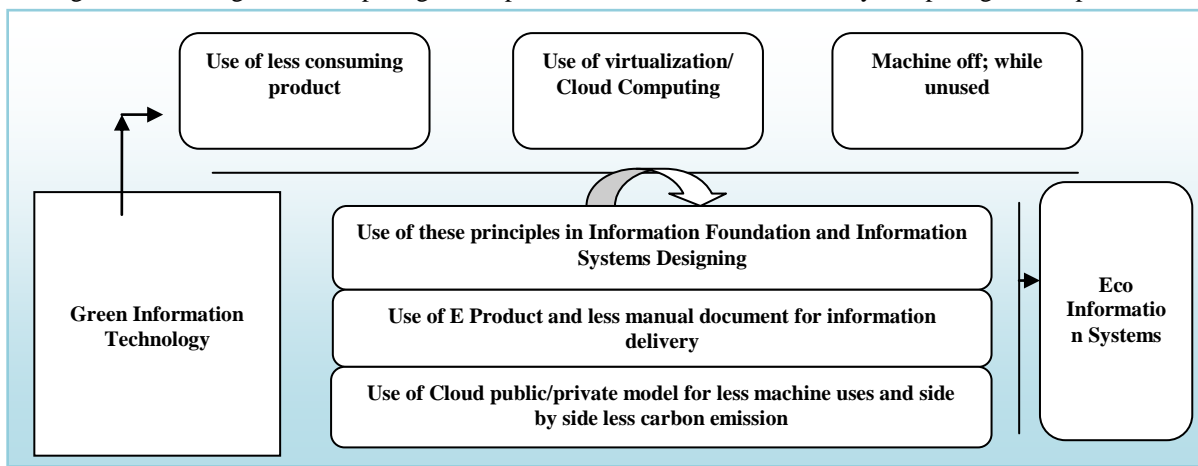 Use of less consuming
product
Use of virtualization/
Cloud Computing
Machine off; while
unused
Green Information
Technology
Use of these principles in Information Foundation and Information
Systems Designing
Use of E Product and less manual document for information
delivery
Use of Cloud public/private model for less machine uses and side
by side less carbon emission
Eco
Informatio
n Systems